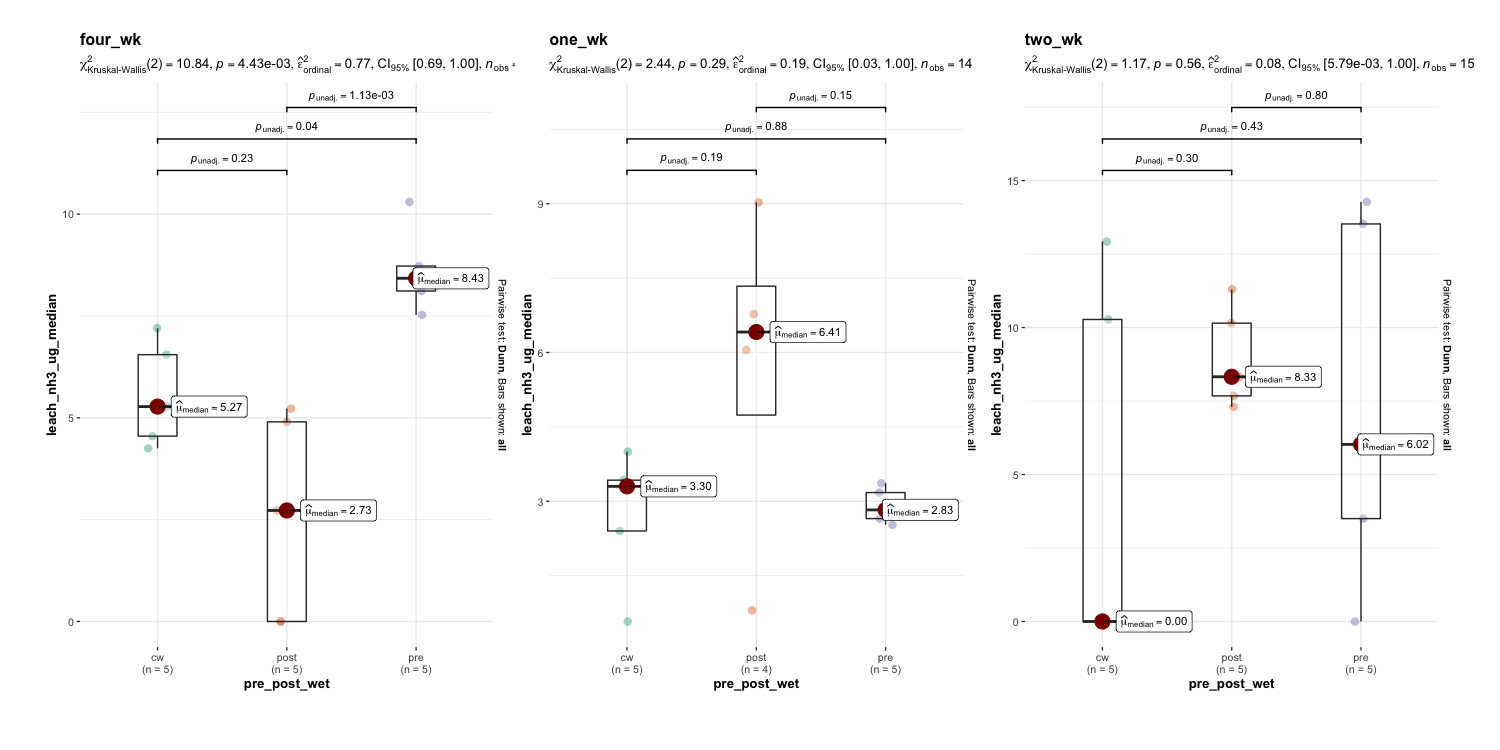 four_wk
χ²Kruskal-Wallis(2) = 10.84, p = 4.43e-03, ε̂²ordinal = 0.77, CI95% [0.69, 1.00], nobs =
punadj. = 1.13e-03
punadj. = 0.04
punadj. = 0.23
10
5
0
leach_nh3_ug_median
μ̂median = 8.43
μ̂median = 5.27
μ̂median = 2.73
Pairwise test: Dunn, Bars shown: all
cw
(n = 5)
post
(n = 5)
pre
(n = 5)
pre_post_wet
one_wk
χ²Kruskal-Wallis(2) = 2.44, p = 0.29, ε̂²ordinal = 0.19, CI95% [0.03, 1.00], nobs = 14
punadj. = 0.15
punadj. = 0.88
punadj. = 0.19
9
6
3
leach_nh3_ug_median
μ̂median = 6.41
μ̂median = 3.30
μ̂median = 2.83
Pairwise test: Dunn, Bars shown: all
cw
(n = 5)
post
(n = 4)
pre
(n = 5)
pre_post_wet
two_wk
χ²Kruskal-Wallis(2) = 1.17, p = 0.56, ε̂²ordinal = 0.08, CI95% [5.79e-03, 1.00], nobs = 15
punadj. = 0.80
punadj. = 0.43
punadj. = 0.30
15
10
5
0
leach_nh3_ug_median
μ̂median = 8.33
μ̂median = 6.02
μ̂median = 0.00
Pairwise test: Dunn, Bars shown: all
cw
(n = 5)
post
(n = 5)
pre
(n = 5)
pre_post_wet